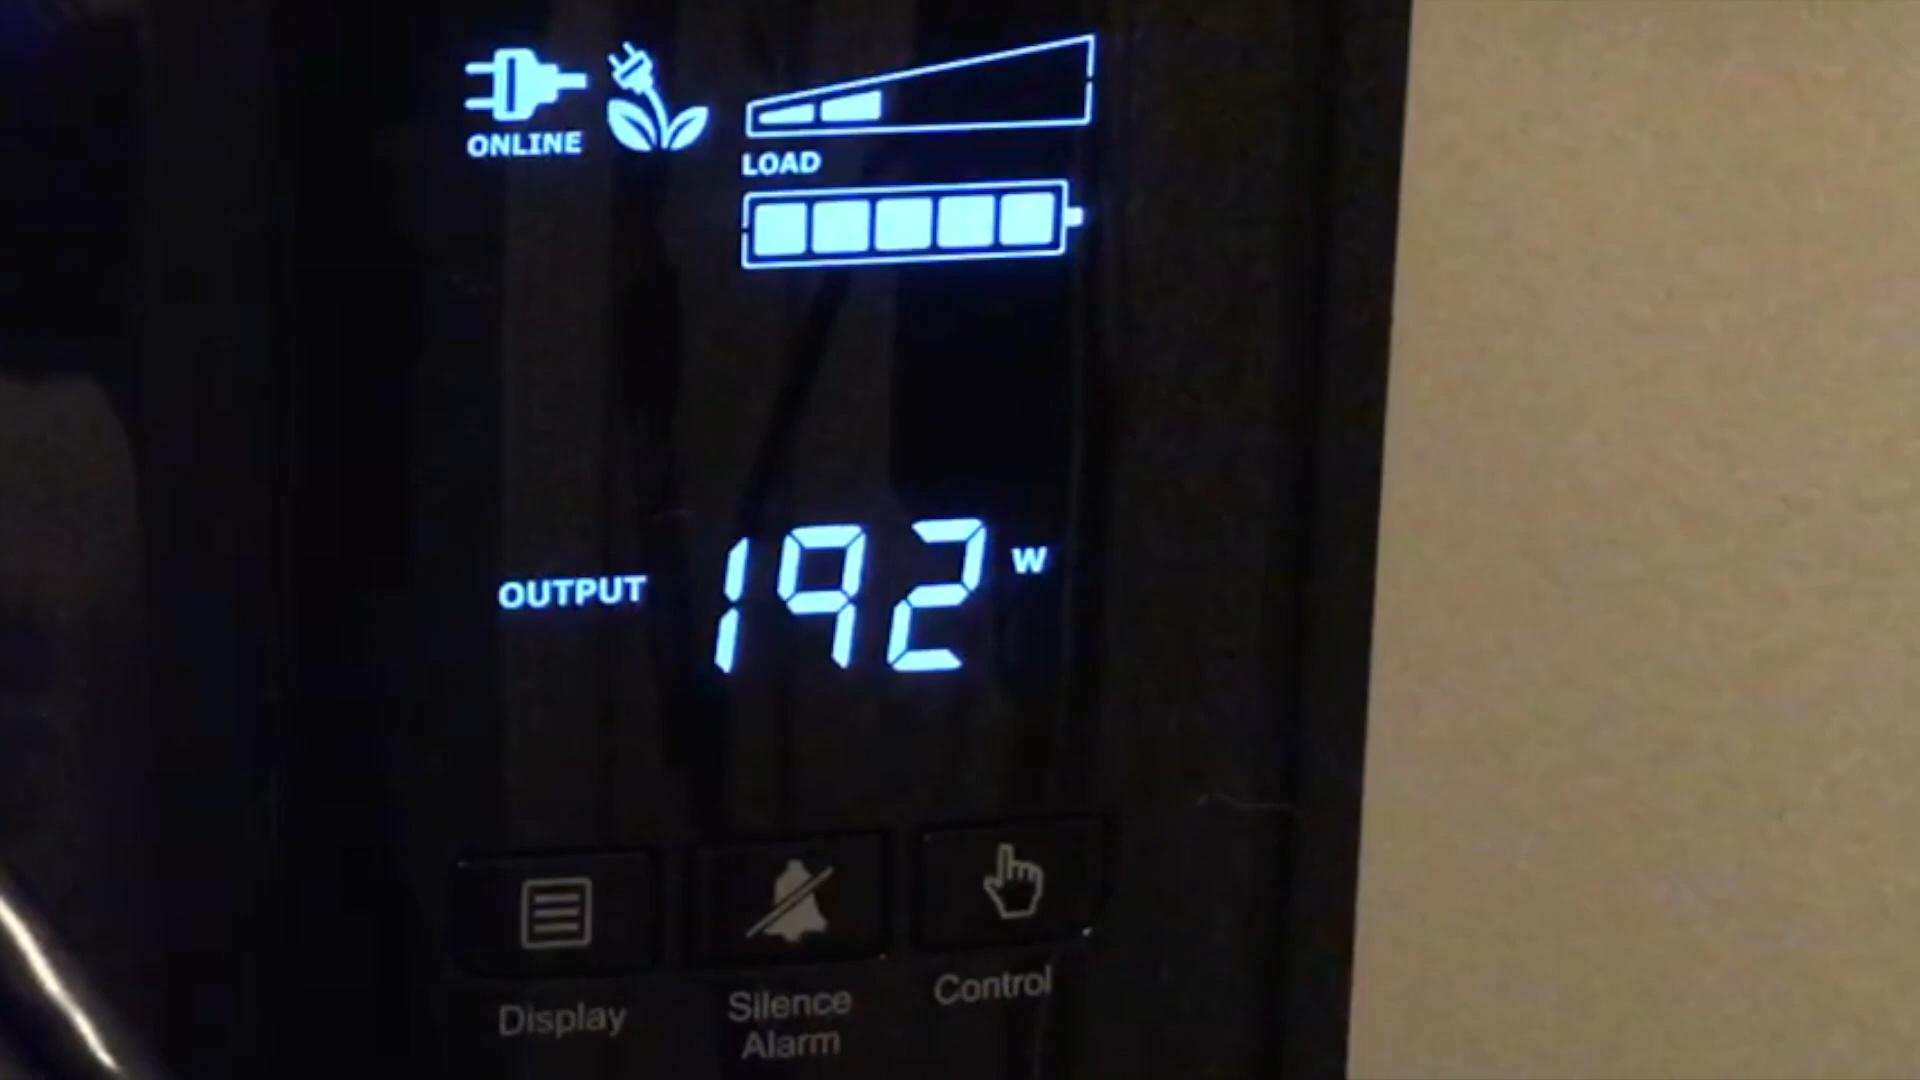 ONLINE
LOAD
OUTPUT 192 W
Display
Silence
Alarm
Control